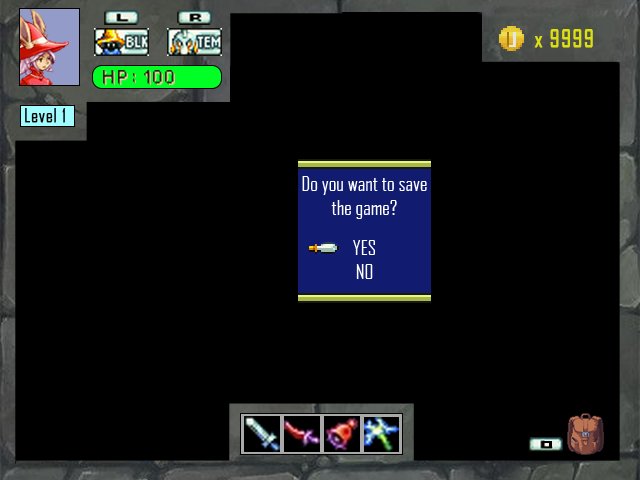 L R
BLK TEM
x 9999
HP: 100
Level 1
Do you want to save
the game?
YES
NO